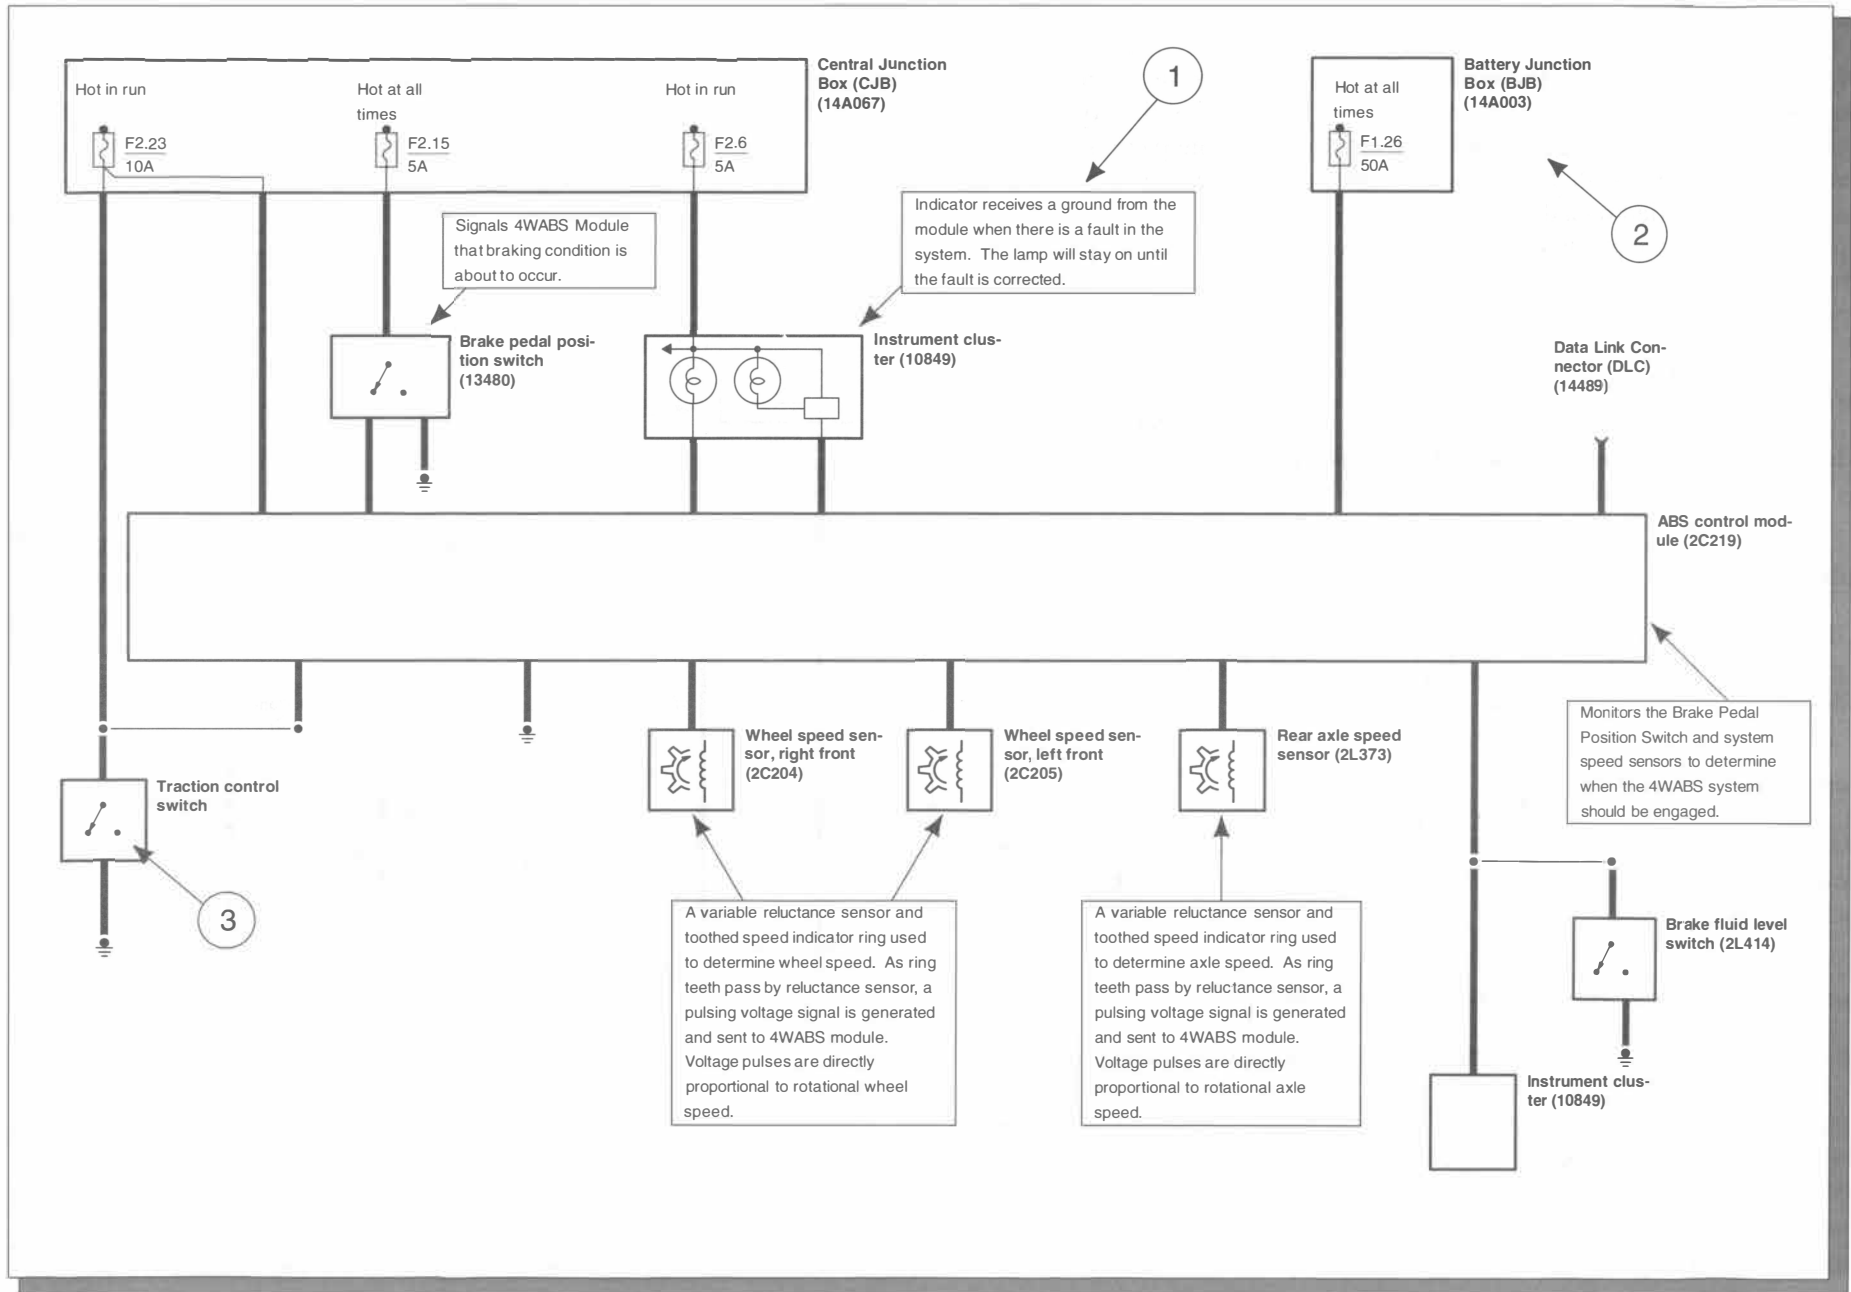 Central Junction
Box (CJB)
(14A067)
Hot in run
F2.23
10A
Hot at all
times
F2.15
5A
Hot in run
F2.6
5A
1
Battery Junction
Box (BJB)
(14A003)
Hot at all
times
F1.26
50A
2
Signals 4WABS Module
that braking condition is
about to occur.
Indicator receives a ground from the
module when there is a fault in the
system. The lamp will stay on until
the fault is corrected.
Brake pedal posi-
tion switch
(13480)
Instrument clus-
ter (10849)
Data Link Con-
nector (DLC)
(14489)
ABS control mod-
ule (2C219)
Monitors the Brake Pedal
Position Switch and system
speed sensors to determine
when the 4WABS system
should be engaged.
Traction control
switch
3
Wheel speed sen-
sor, right front
(2C204)
Wheel speed sen-
sor, left front
(2C205)
Rear axle speed
sensor (2L373)
A variable reluctance sensor and
toothed speed indicator ring used
to determine wheel speed. As ring
teeth pass by reluctance sensor, a
pulsing voltage signal is generated
and sent to 4WABS module.
Voltage pulses are directly
proportional to rotational wheel
speed.
A variable reluctance sensor and
toothed speed indicator ring used
to determine axle speed. As ring
teeth pass by reluctance sensor, a
pulsing voltage signal is generated
and sent to 4WABS module.
Voltage pulses are directly
proportional to rotational axle
speed.
Brake fluid level
switch (2L414)
Instrument clus-
ter (10849)